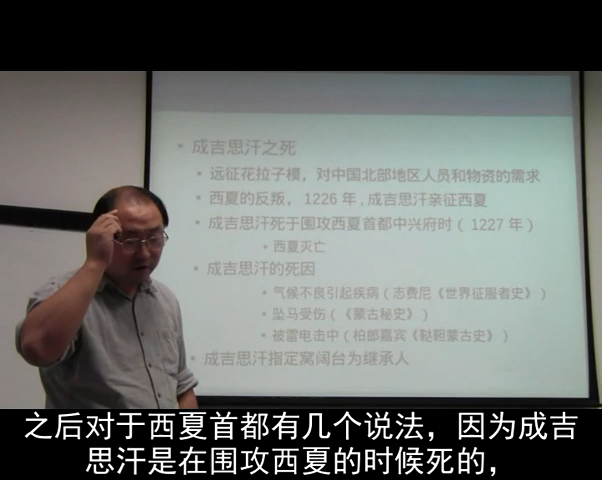 成吉思汗之死
远征花拉子模，对中国北部地区人员和物资的需求
西夏的反叛，1226 年，成吉思汗亲征西夏
成吉思汗死于围攻西夏首都中兴府时（1227 年）
西夏灭亡
成吉思汗的死因
气候不良引起疾病（志费尼《世界征服者史》）
坠马受伤（《蒙古秘史》）
被雷电击中（柏郎嘉宾《鞑靼蒙古史》）
成吉思汗指定窝阔台为继承人
之后对于西夏首都有几个说法，因为成吉
思汗是在围攻西夏的时候死的，